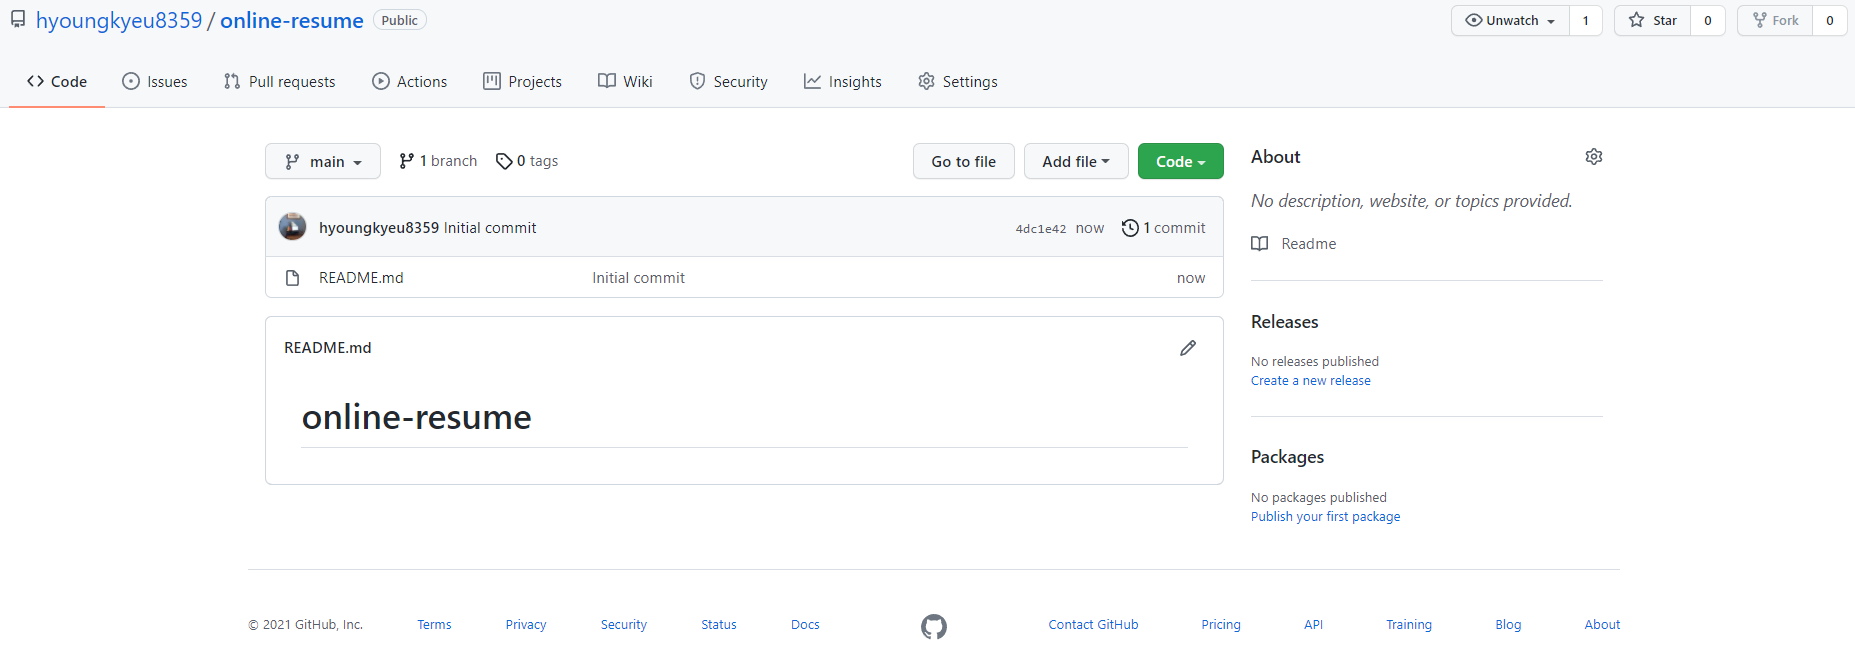 hyoungkyeu8359 / online-resume Public Unwatch 1 Star 0 Fork 0
Code Issues Pull requests Actions Projects Wiki Security Insights Settings
main 1 branch 0 tags Go to file Add file Code
hyoungkyeu8359 Initial commit 4dc1e42 now 1 commit
README.md Initial commit now
README.md
online-resume
About
No description, website, or topics provided.
Readme
Releases
No releases published
Create a new release
Packages
No packages published
Publish your first package
© 2021 GitHub, Inc. Terms Privacy Security Status Docs Contact GitHub Pricing API Training Blog About